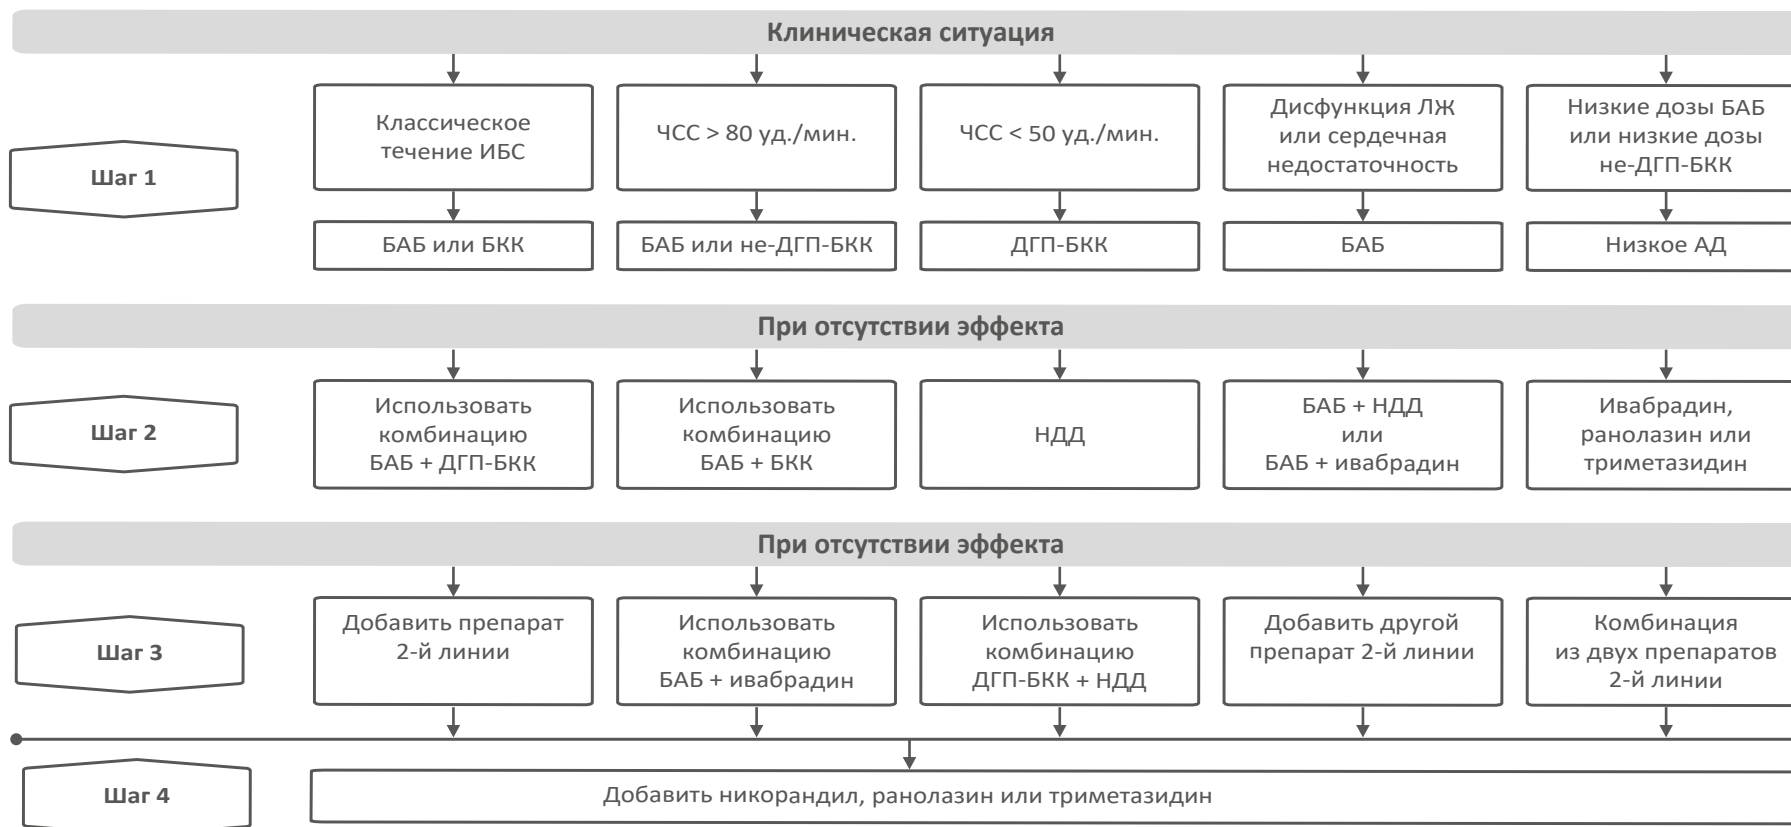 Клиническая ситуация
Шаг 1
Классическое
течение ИБС
ЧСС > 80 уд./мин.
ЧСС < 50 уд./мин.
Дисфункция ЛЖ
или сердечная
недостаточность
Низкие дозы БАБ
или низкие дозы
не-ДГП-БКК
БАБ или БКК
БАБ или не-ДГП-БКК
ДГП-БКК
БАБ
Низкое АД
При отсутствии эффекта
Шаг 2
Использовать
комбинацию
БАБ + ДГП-БКК
Использовать
комбинацию
БАБ + БКК
НДД
БАБ + НДД
или
БАБ + ивабрадин
Ивабрадин,
ранолазин или
триметазидин
При отсутствии эффекта
Шаг 3
Добавить препарат
2-й линии
Использовать
комбинацию
БАБ + ивабрадин
Использовать
комбинацию
ДГП-БКК + НДД
Добавить другой
препарат 2-й линии
Комбинация
из двух препаратов
2-й линии
Шаг 4
Добавить никорандил, ранолазин или триметазидин